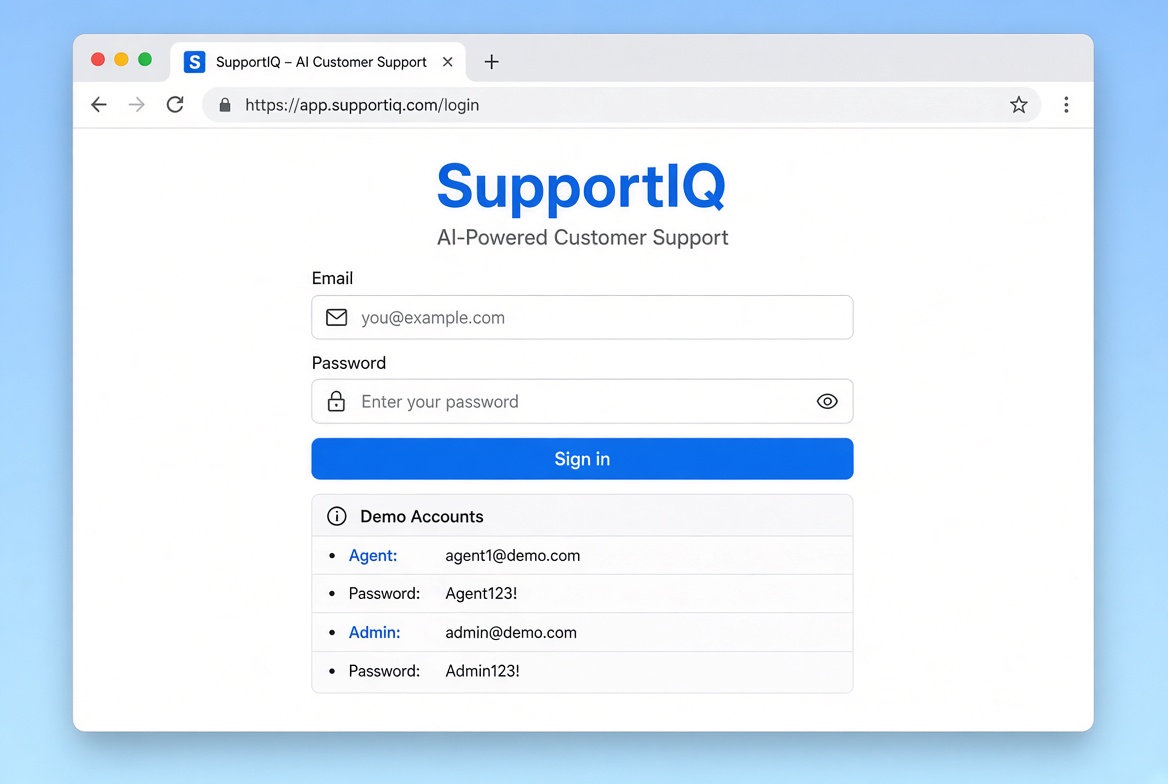 S SupportIQ – AI Customer Support
https://app.supportiq.com/login
SupportIQ
AI-Powered Customer Support
Email
you@example.com
Password
Enter your password
Sign in
Demo Accounts
• Agent: agent1@demo.com
• Password: Agent123!
• Admin: admin@demo.com
• Password: Admin123!